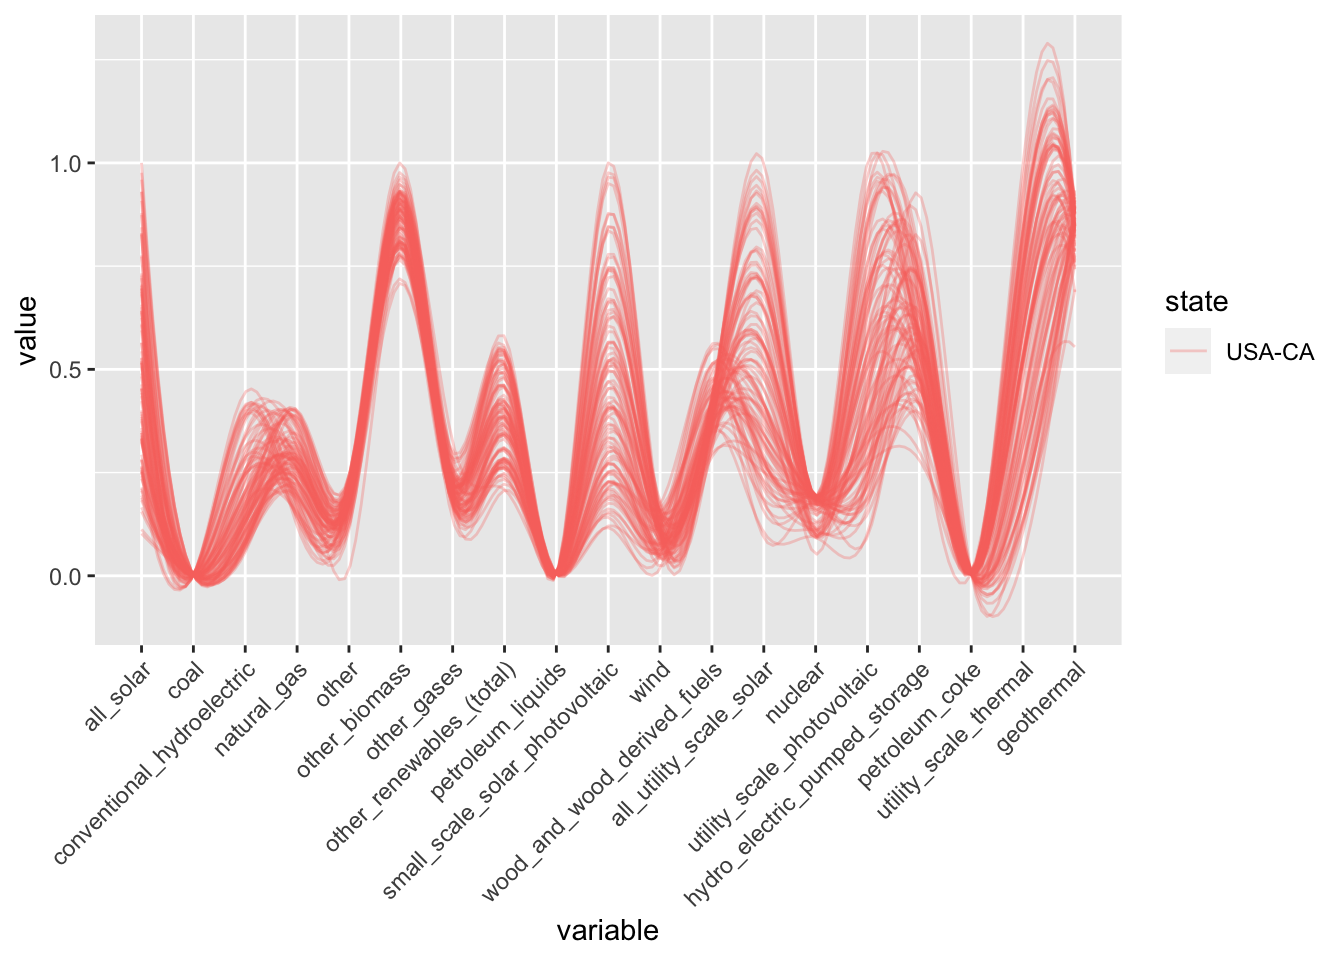 value
1.0
0.5
0.0
all_solar
coal
conventional_hydroelectric
natural_gas
other
other_biomass
other_gases
other_renewables_(total)
petroleum_liquids
small_scale_solar_photovoltaic
wind
wood_and_wood_derived_fuels
all_utility_scale_solar
nuclear
utility_scale_photovoltaic
hydro_electric_pumped_storage
petroleum_coke
utility_scale_thermal
geothermal
variable
state
USA-CA